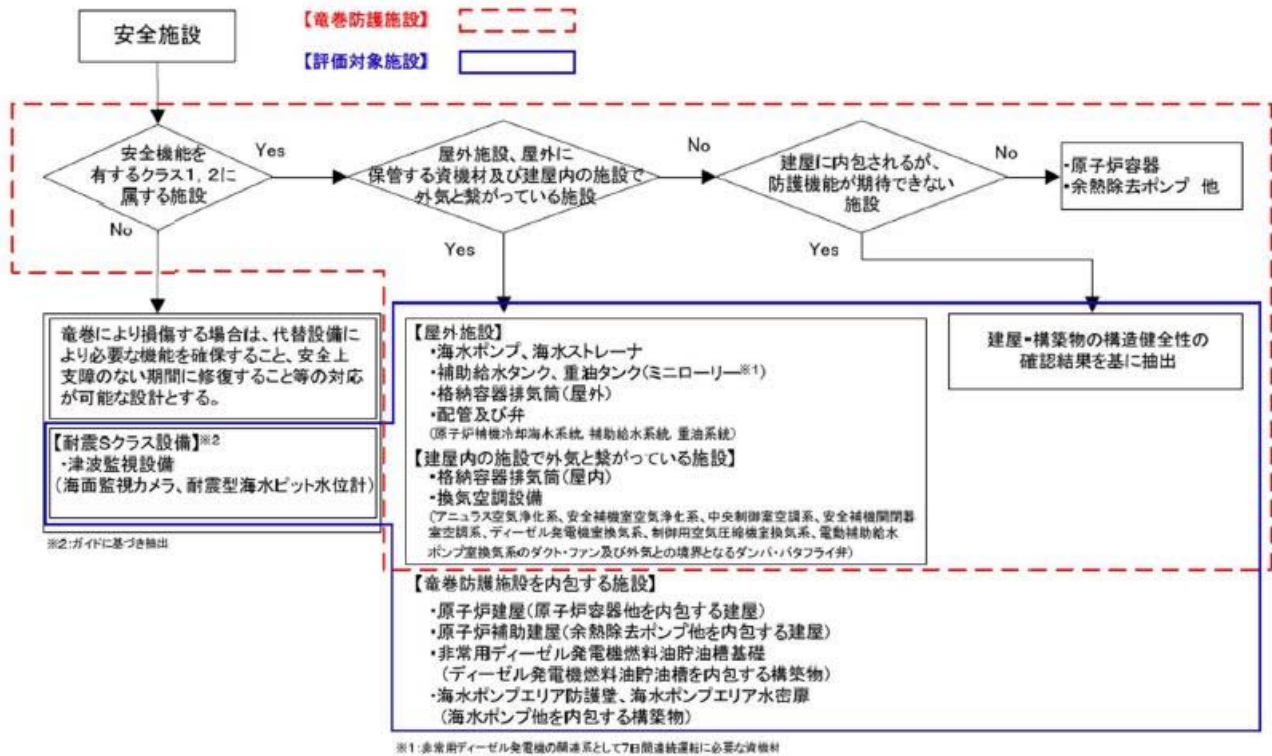 安全施設
【竜巻防護施設】
【評価対象施設】
安全機能を
有するクラス1, 2に
属する施設
Yes
No
屋外施設、屋外に
保管する資機材及び建屋内の施設で
外気と繋がっている施設
No
Yes
建屋に内包されるが、
防護機能が期待できない
施設
No
Yes
・原子炉容器
・余熱除去ポンプ 他
竜巻により損傷する場合は、代替設備に
より必要な機能を確保すること、安全上
支障のない期間に修復すること等の対応
が可能な設計とする。
【耐震Sクラス設備】※2
・津波監視設備
(海面監視カメラ、耐震型海水ピット水位計)
※2:ガイドに基づき抽出
【屋外施設】
・海水ポンプ、海水ストレーナ
・補助給水タンク、重油タンク(ミニローリー※1)
・格納容器排気筒(屋外)
・配管及び弁
(原子炉補機冷却海水系統、補助給水系統、重油系統)
【建屋内の施設で外気と繋がっている施設】
・格納容器排気筒(屋内)
・換気空調設備
(アニュラス空気浄化系、安全補機室空気浄化系、中央制御室空調系、安全補機開閉器
室空調系、ディーゼル発電機室換気系、制御用空気圧縮機室換気系、電動補助給水
ポンプ室換気系のダクト・ファン及び外気との境界となるダンパ・バタフライ弁)
建屋・構築物の構造健全性の
確認結果を基に抽出
【竜巻防護施設を内包する施設】
・原子炉建屋(原子炉容器他を内包する建屋)
・原子炉補助建屋(余熱除去ポンプ他を内包する建屋)
・非常用ディーゼル発電機燃料油貯油槽基礎
(ディーゼル発電機燃料油貯油槽を内包する構築物)
・海水ポンプエリア防護壁、海水ポンプエリア水密扉
(海水ポンプ他を内包する構築物)
※1:非常用ディーゼル発電機の関連系として7日間連続運転に必要な資機材